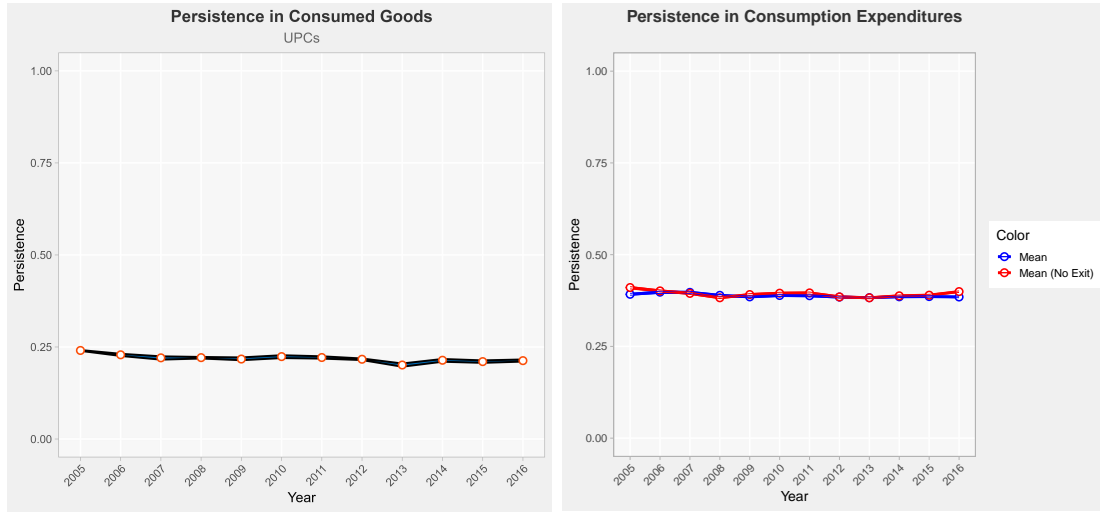 Persistence in Consumed Goods
UPCs
1.00
0.75
0.50
0.25
0.00
Persistence
2005 2006 2007 2008 2009 2010 2011 2012 2013 2014 2015 2016
Year
Persistence in Consumption Expenditures
1.00
0.75
0.50
0.25
0.00
Persistence
2005 2006 2007 2008 2009 2010 2011 2012 2013 2014 2015 2016
Year
Color
Mean
Mean (No Exit)